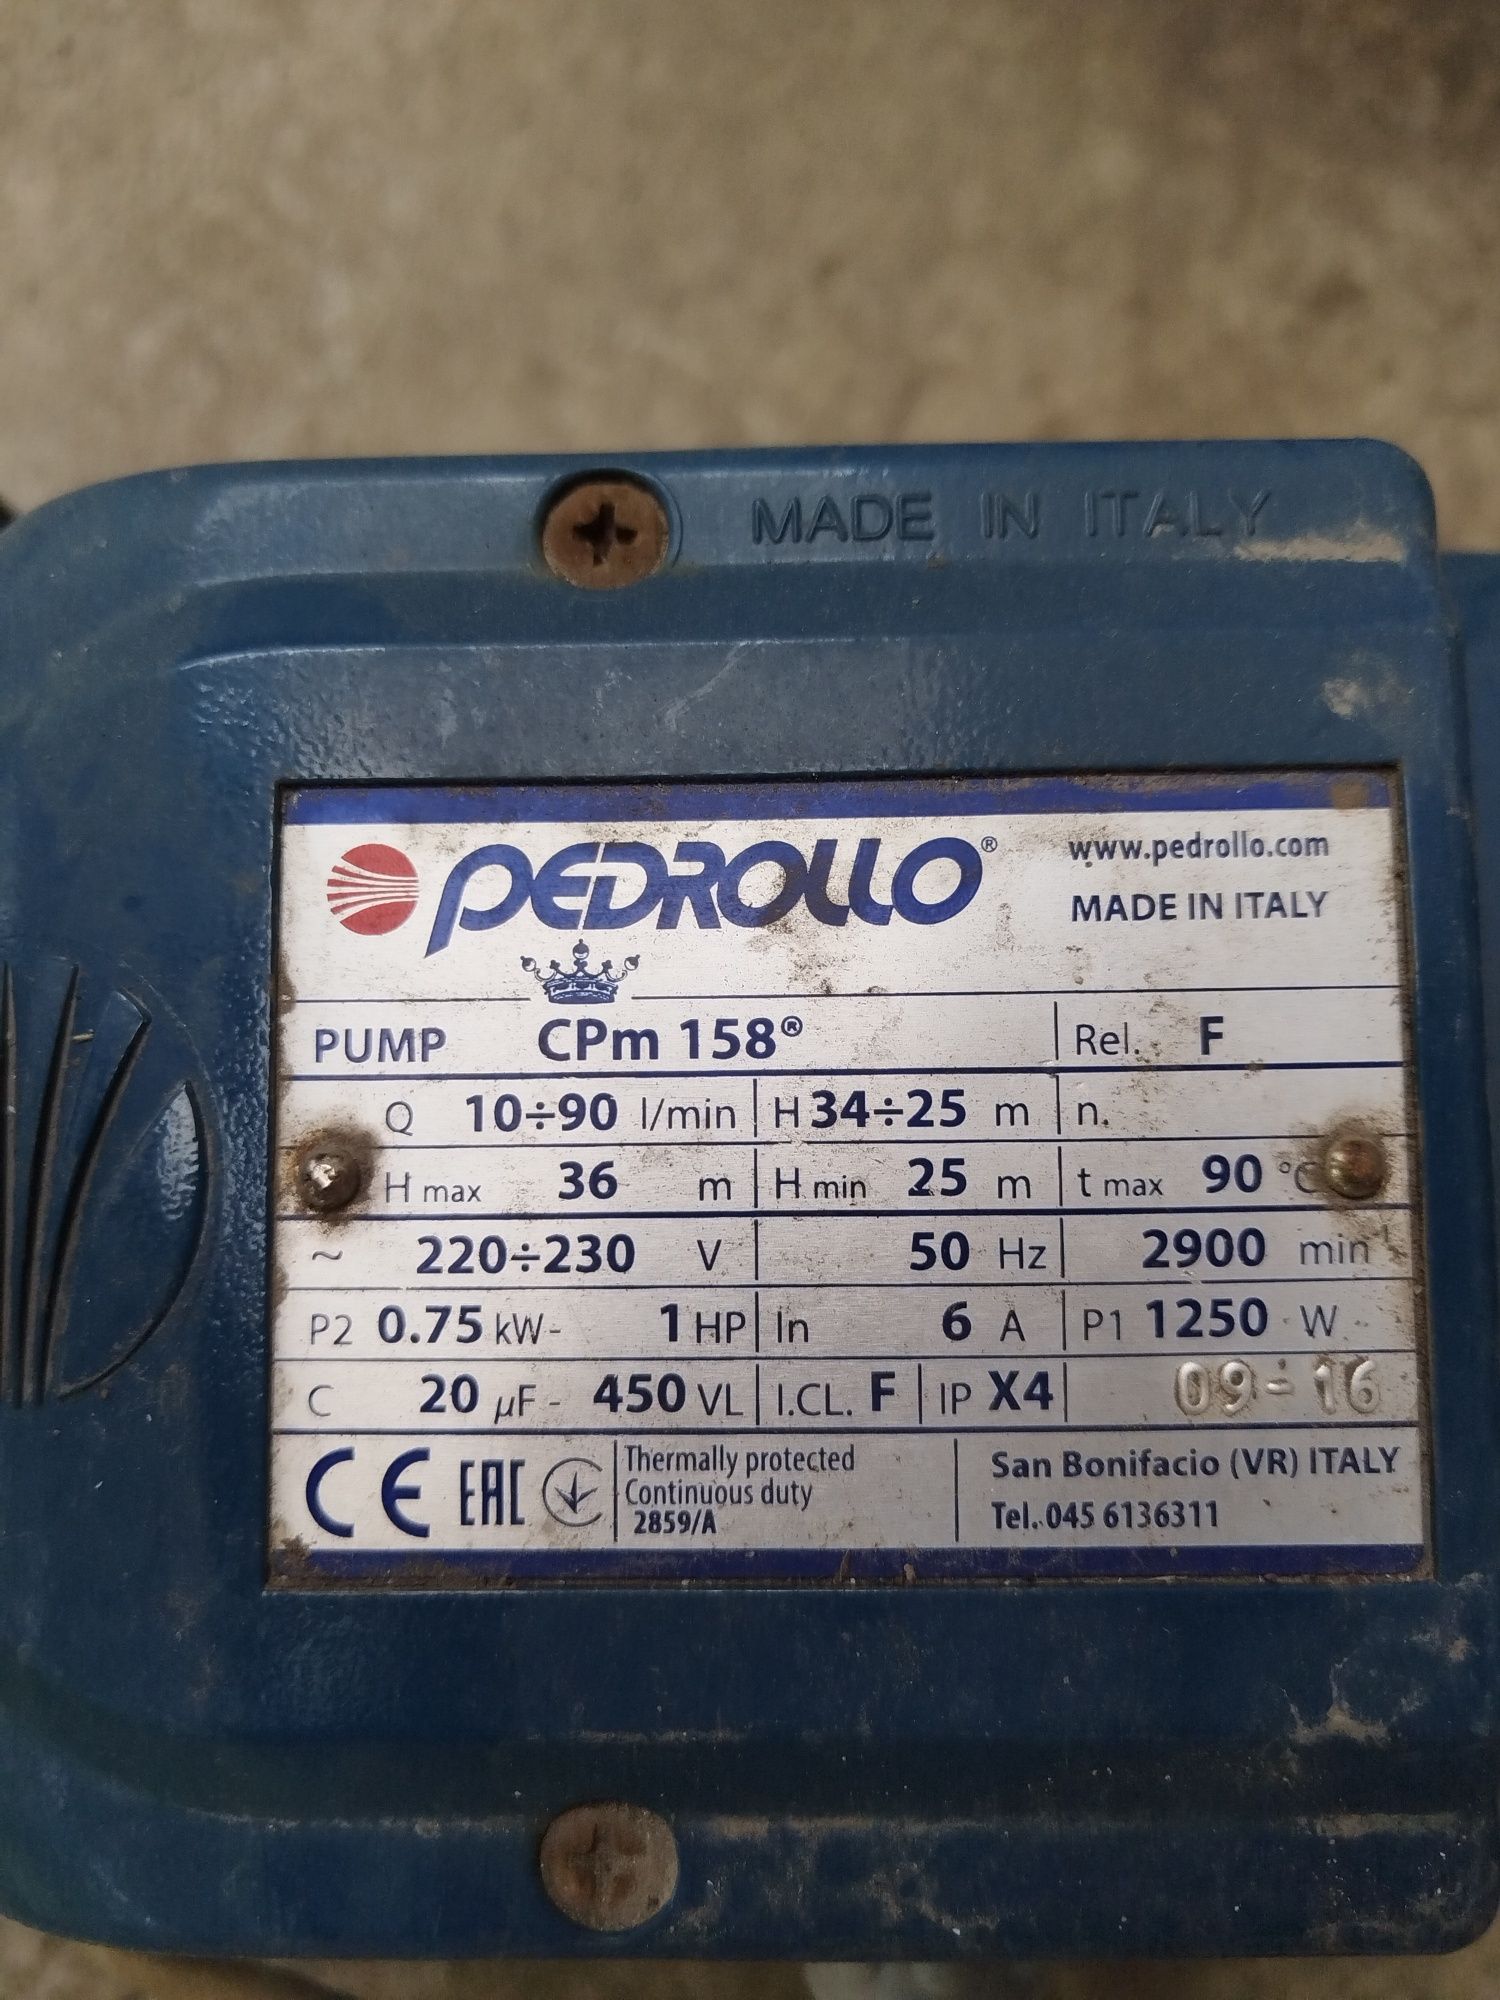 MADE IN ITALY
PEDROLLO® www.pedrollo.com
MADE IN ITALY
PUMP CPm 158® Rel. F
Q 10÷90 l/min H 34÷25 m n.
H max 36 m H min 25 m t max 90 °C
~ 220÷230 V 50 Hz 2900 min-1
P2 0.75 kW- 1 HP In 6 A P1 1250 W
C 20 µF - 450 VL I.CL. F IP X4 09-16
CE EAC Thermally protected
Continuous duty
2859/A
San Bonifacio (VR) ITALY
Tel. 045 6136311